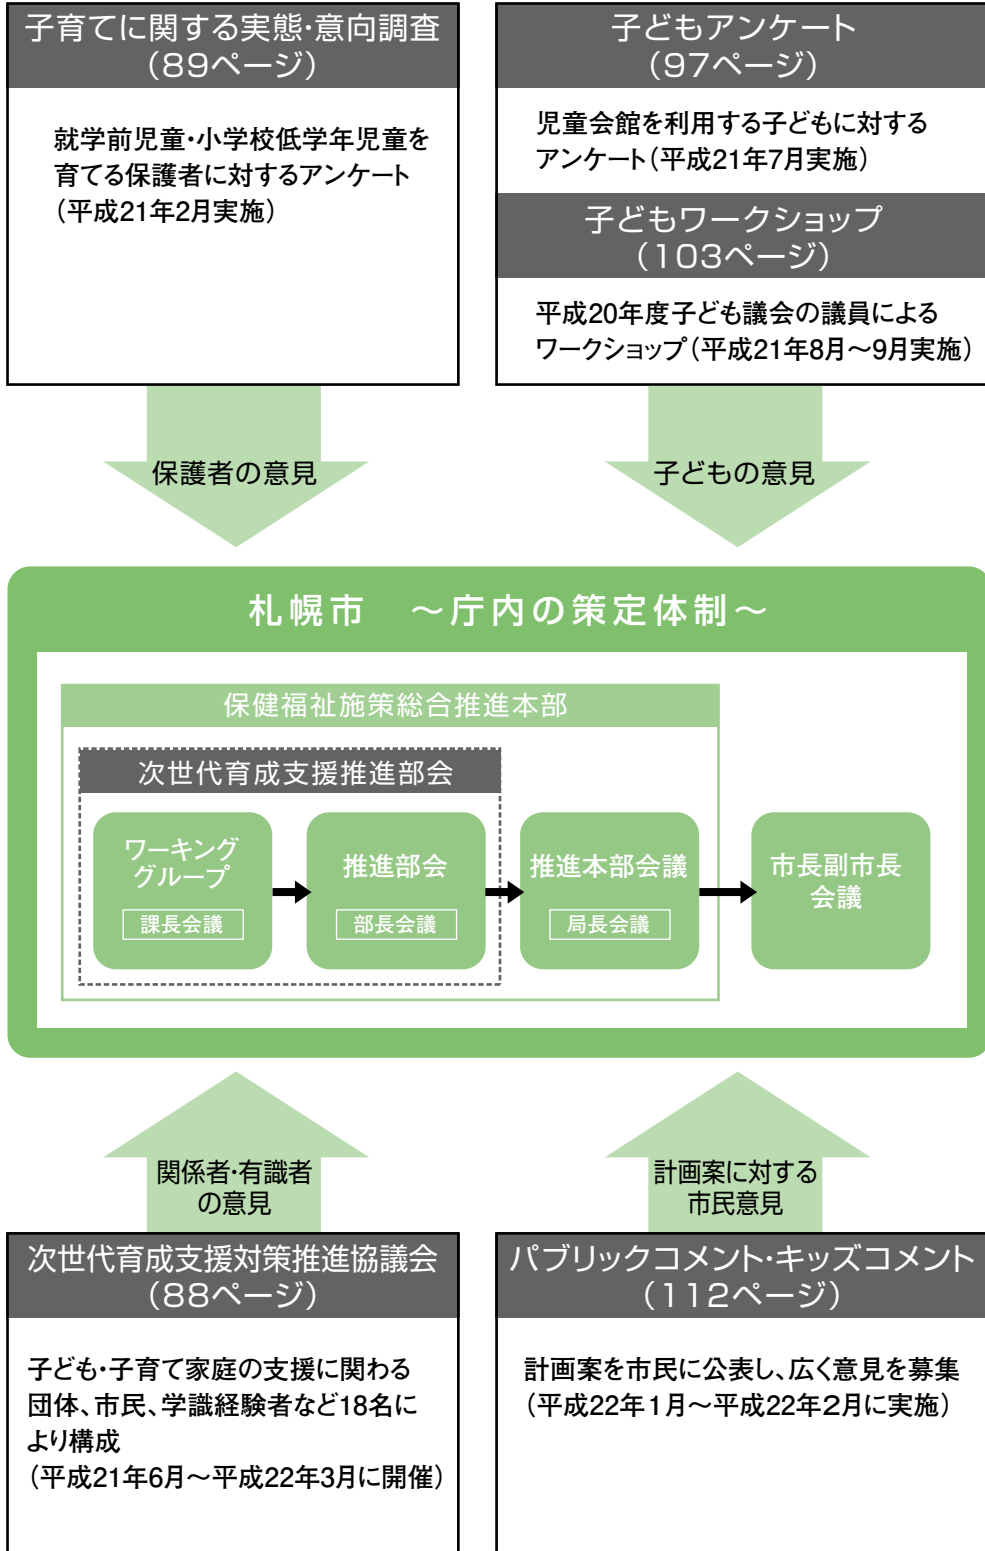 子育てに関する実態・意向調査
（89ページ）
就学前児童・小学校低学年児童を
育てる保護者に対するアンケート
（平成21年2月実施）
子どもアンケート
（97ページ）
児童会館を利用する子どもに対する
アンケート（平成21年7月実施）
子どもワークショップ
（103ページ）
平成20年度子ども議会の議員による
ワークショップ（平成21年8月～9月実施）
保護者の意見
子どもの意見
札幌市　～庁内の策定体制～
保健福祉施策総合推進本部
次世代育成支援推進部会
ワーキング
グループ
課長会議
推進部会
部長会議
推進本部会議
局長会議
市長副市長
会議
関係者・有識者
の意見
計画案に対する
市民意見
次世代育成支援対策推進協議会
（88ページ）
子ども・子育て家庭の支援に関わる
団体、市民、学識経験者など18名に
より構成
（平成21年6月～平成22年3月に開催）
パブリックコメント・キッズコメント
（112ページ）
計画案を市民に公表し、広く意見を募集
（平成22年１月～平成22年２月に実施）